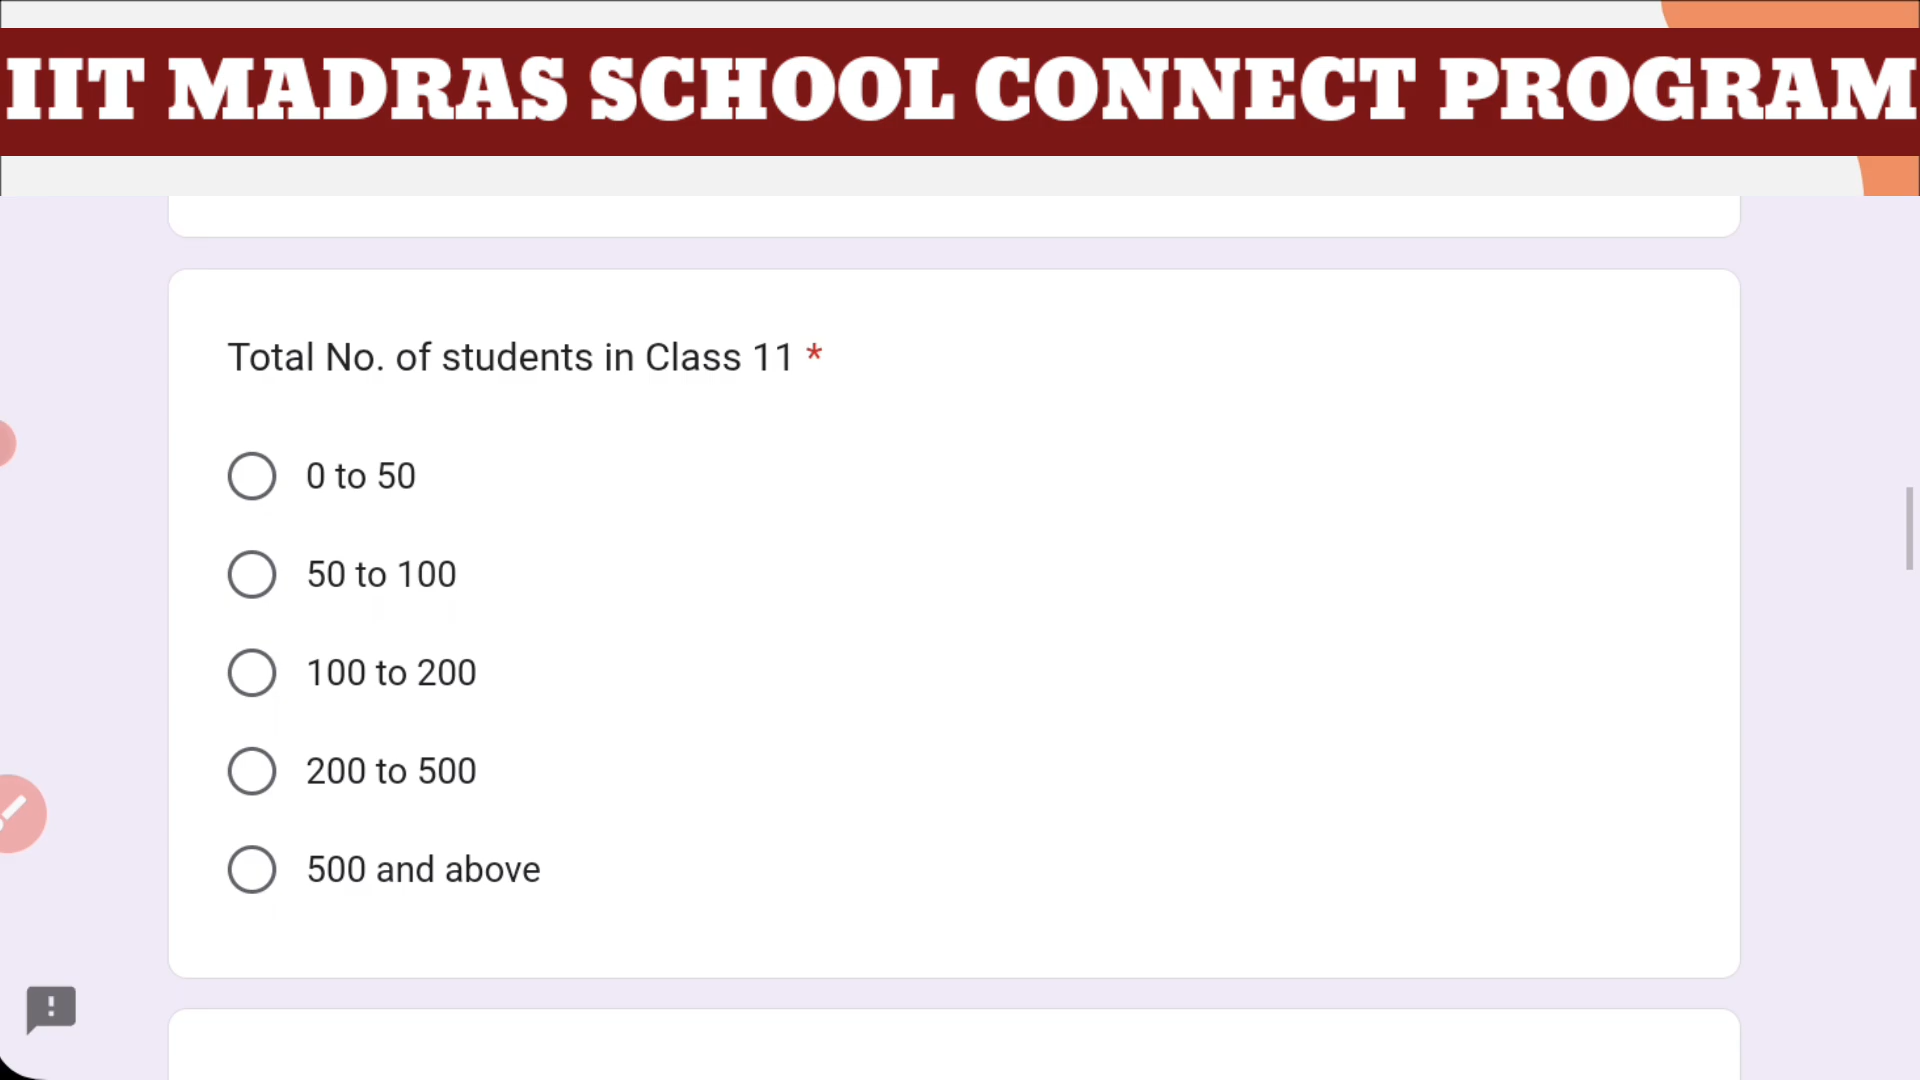 IIT MADRAS SCHOOL CONNECT PROGRAM
Total No. of students in Class 11 *
0 to 50
50 to 100
100 to 200
200 to 500
500 and above